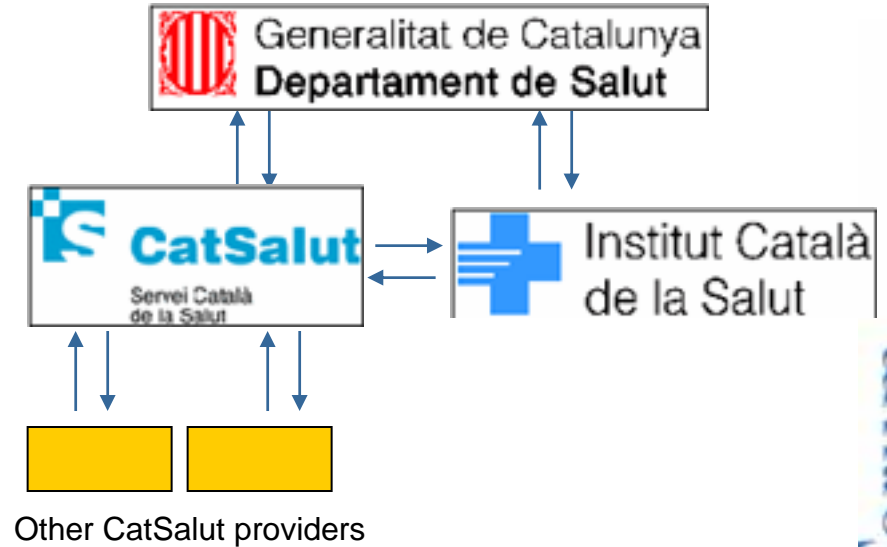 Generalitat de Catalunya
Departament de Salut
CatSalut
Servei Català
de la Salut
Institut Català
de la Salut
Other CatSalut providers